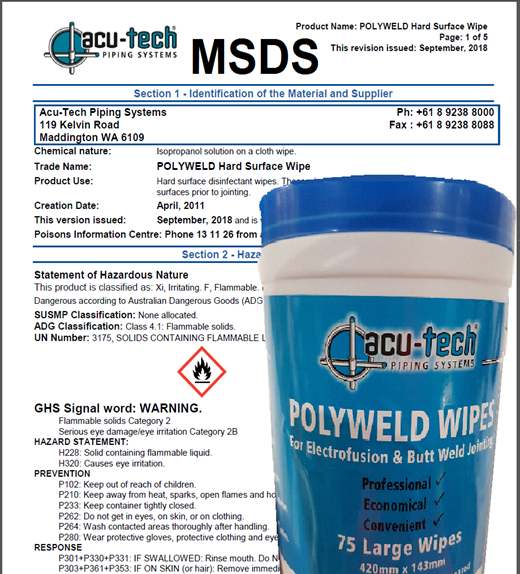 acu-tech
PIPING SYSTEMS
MSDS
Product Name: POLYWELD Hard Surface Wipe
Page: 1 of 5
This revision issued: September, 2018
Section 1 - Identification of the Material and Supplier
Acu-Tech Piping Systems Ph: +61 8 9238 8000
119 Kelvin Road Fax : +61 8 9238 8088
Maddington WA 6109
Chemical nature: Isopropanol solution on a cloth wipe.
Trade Name: POLYWELD Hard Surface Wipe
Product Use: Hard surface disinfectant wipes.
surfaces prior to jointing.
Creation Date: April, 2011
This version issued: September, 2018 and is
Poisons Information Centre: Phone 13 11 26 from
Section 2 -
Statement of Hazardous Nature
This product is classified as: Xi, Irritating. F, Flammable.
Dangerous according to Australian Dangerous Goods (ADG
SUSMP Classification: None allocated.
ADG Classification: Class 4.1: Flammable solids.
UN Number: 3175, SOLIDS CONTAINING FLAMMABLE L
GHS Signal word: WARNING.
Flammable solids Category 2
Serious eye damage/eye irritation Category 2B
HAZARD STATEMENT:
H228: Solid containing flammable liquid.
H320: Causes eye irritation.
PREVENTION
P102: Keep out of reach of children.
P210: Keep away from heat, sparks, open flames and
P233: Keep container tightly closed.
P262: Do not get in eyes, on skin, or on clothing.
P264: Wash contacted areas thoroughly after handling.
P280: Wear protective gloves, protective clothing and eye
RESPONSE
P301+P330+P331: IF SWALLOWED: Rinse mouth. Do
P303+P361+P353: IF ON SKIN (or hair): Remove
acu-tech
PIPING SYSTEMS
POLYWELD WIPES
For Electrofusion & Butt Weld
Professional ✓
Economical ✓
Convenient ✓
75 Large Wipes
420mm x 143mm